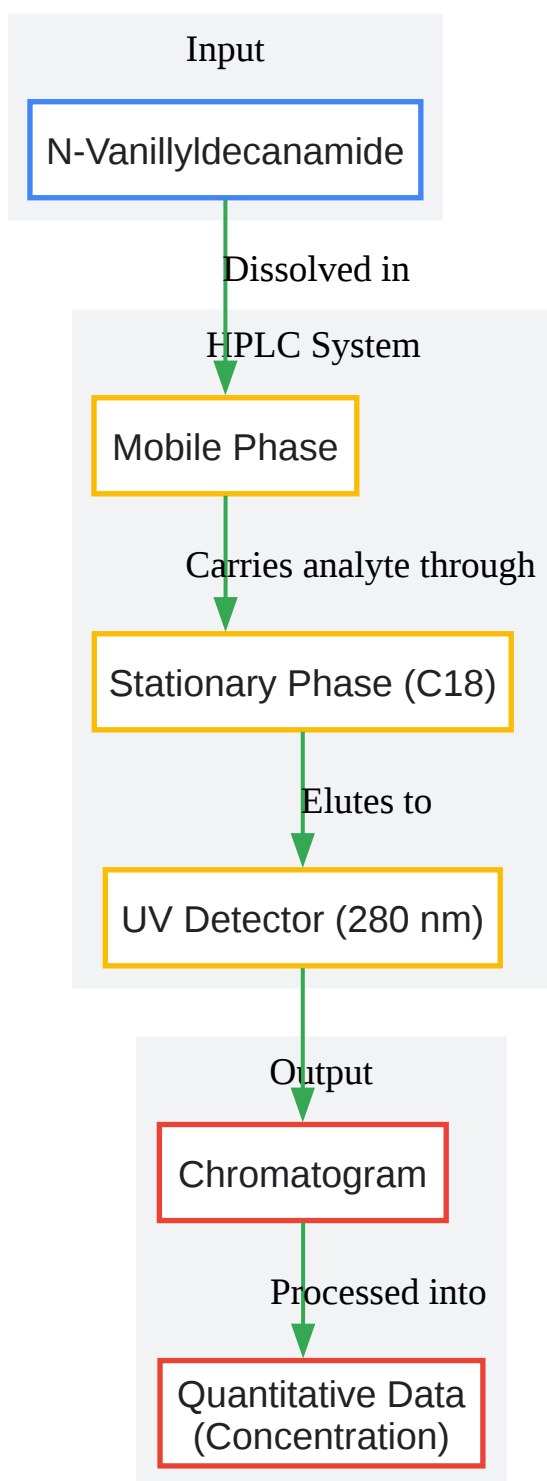 Input
N-Vanillyldecanamide
Dissolved in
HPLC System
Mobile Phase
Carries analyte through
Stationary Phase (C18)
Elutes to
UV Detector (280 nm)
Output
Chromatogram
Processed into
Quantitative Data
(Concentration)